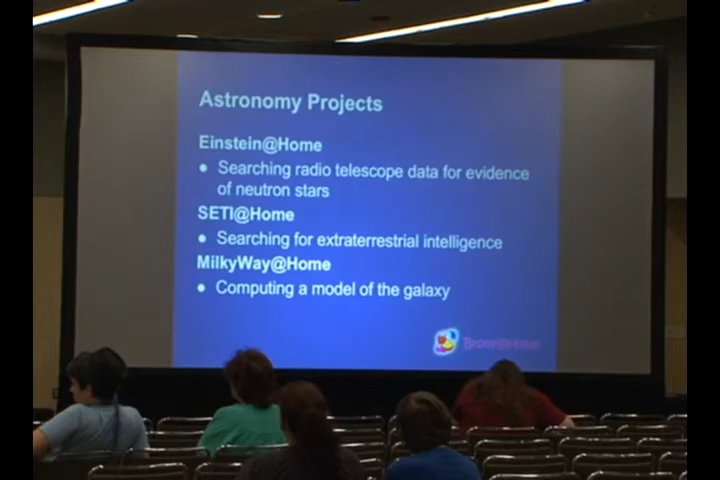 Astronomy Projects
Einstein@Home
• Searching radio telescope data for evidence
of neutron stars
SETI@Home
• Searching for extraterrestrial intelligence
MilkyWay@Home
• Computing a model of the galaxy